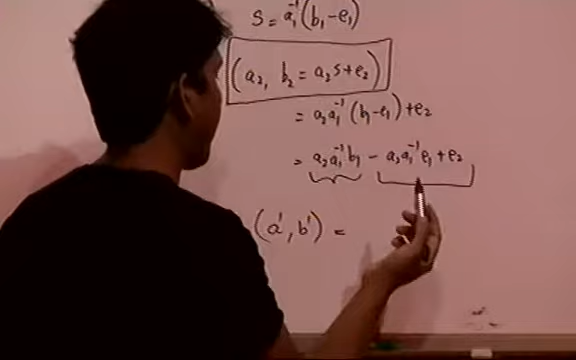 S = a₁⁻¹(b₁-e₁)
(a₂, b₂ = a₂s+e₂)
= a₂a₁⁻¹(b₁-e₁)+e₂
= a₂a₁⁻¹b₁ - a₂a₁⁻¹e₁+e₂
(a', b') =